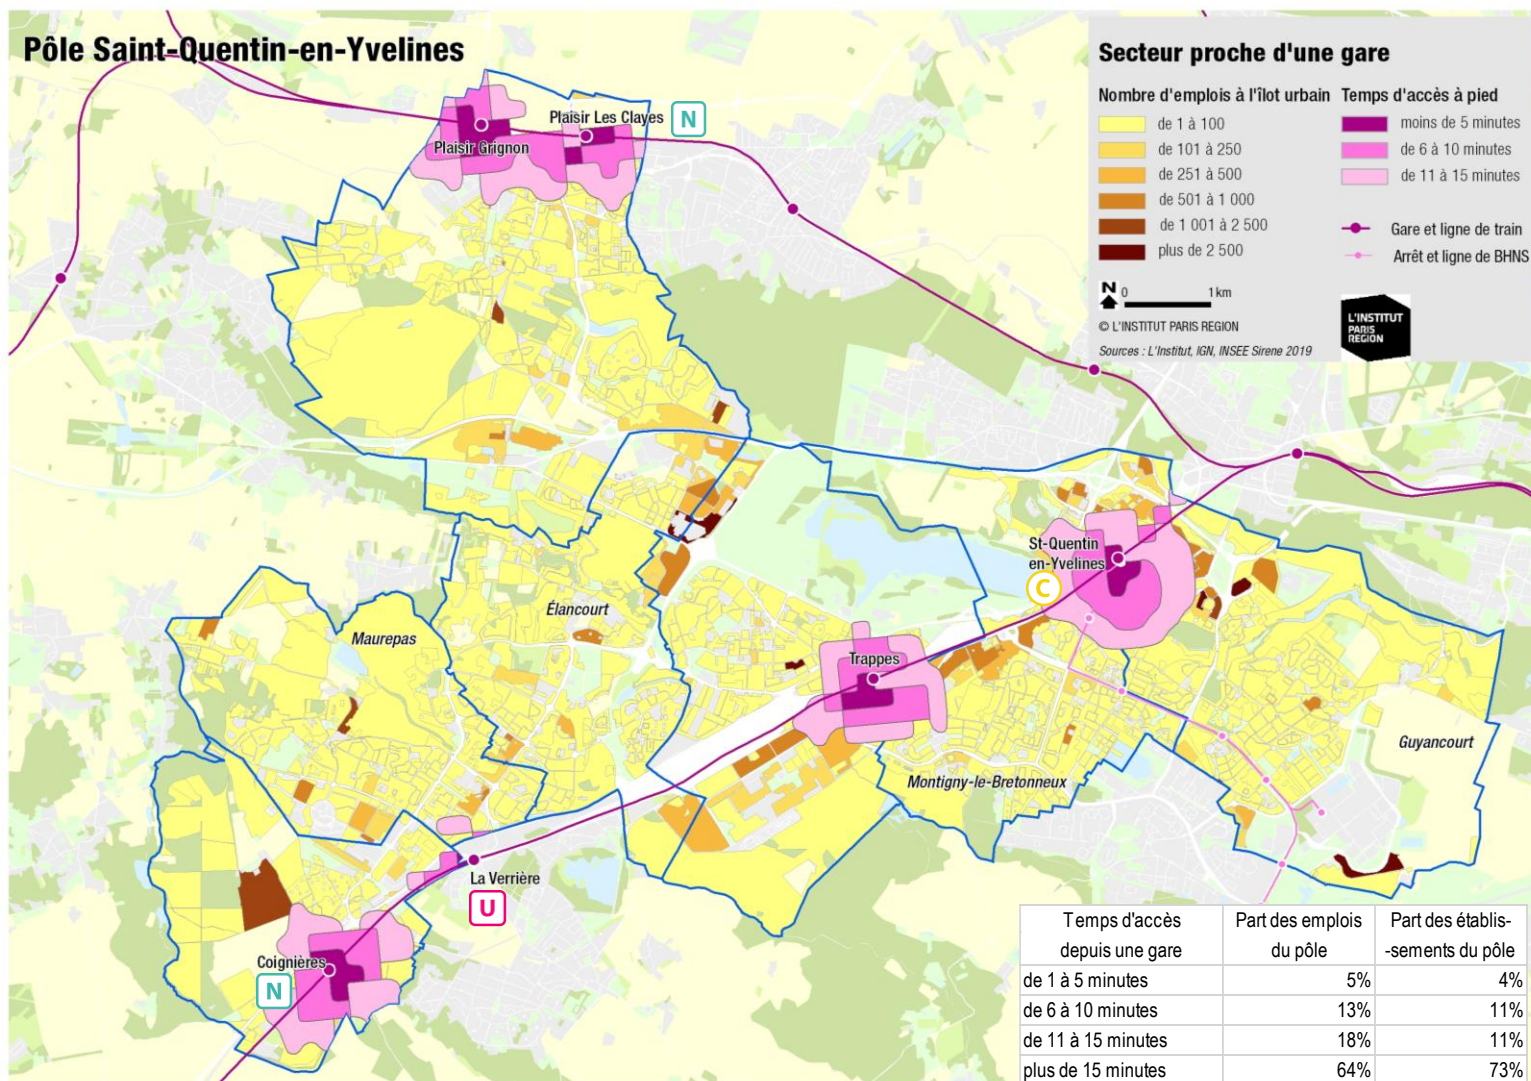 Pôle Saint-Quentin-en-Yvelines
Secteur proche d'une gare
Nombre d'emplois à l'îlot urbain
de 1 à 100
de 101 à 250
de 251 à 500
de 501 à 1 000
de 1 001 à 2 500
plus de 2 500
Temps d'accès à pied
moins de 5 minutes
de 6 à 10 minutes
de 11 à 15 minutes
Gare et ligne de train
Arrêt et ligne de BHNS
N
0 1 km
© L'INSTITUT PARIS REGION
Sources : L'Institut, IGN, INSEE Sirene 2019
L'INSTITUT
PARIS
REGION
Plaisir Les Clayes
N
Plaisir Grignon
St-Quentin
en-Yvelines
C
Élancourt
Maurepas
Trappes
Guyancourt
Montigny-le-Bretonneux
La Verrière
U
Coignières
N
Temps d'accès depuis une gare | Part des emplois du pôle | Part des établis- -sements du pôle
de 1 à 5 minutes 5% 4%
de 6 à 10 minutes 13% 11%
de 11 à 15 minutes 18% 11%
plus de 15 minutes 64% 73%